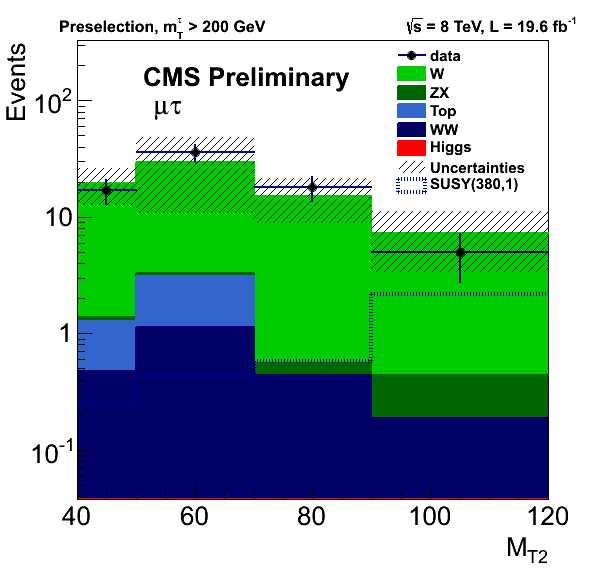 Preselection, m_T^τ > 200 GeV
√s = 8 TeV, L = 19.6 fb⁻¹
Events
CMS Preliminary
μτ
data
W
ZX
Top
WW
Higgs
Uncertainties
SUSY(380,1)
10²
10
1
10⁻¹
40 60 80 100 120
M_T2